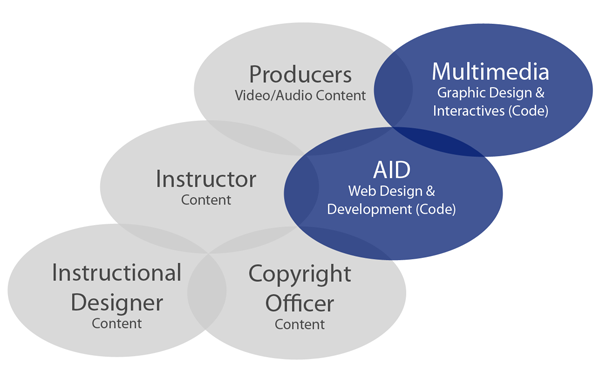 Producers
Video/Audio Content
Multimedia
Graphic Design &
Interactives (Code)
Instructor
Content
AID
Web Design &
Development (Code)
Instructional
Designer
Content
Copyright
Officer
Content